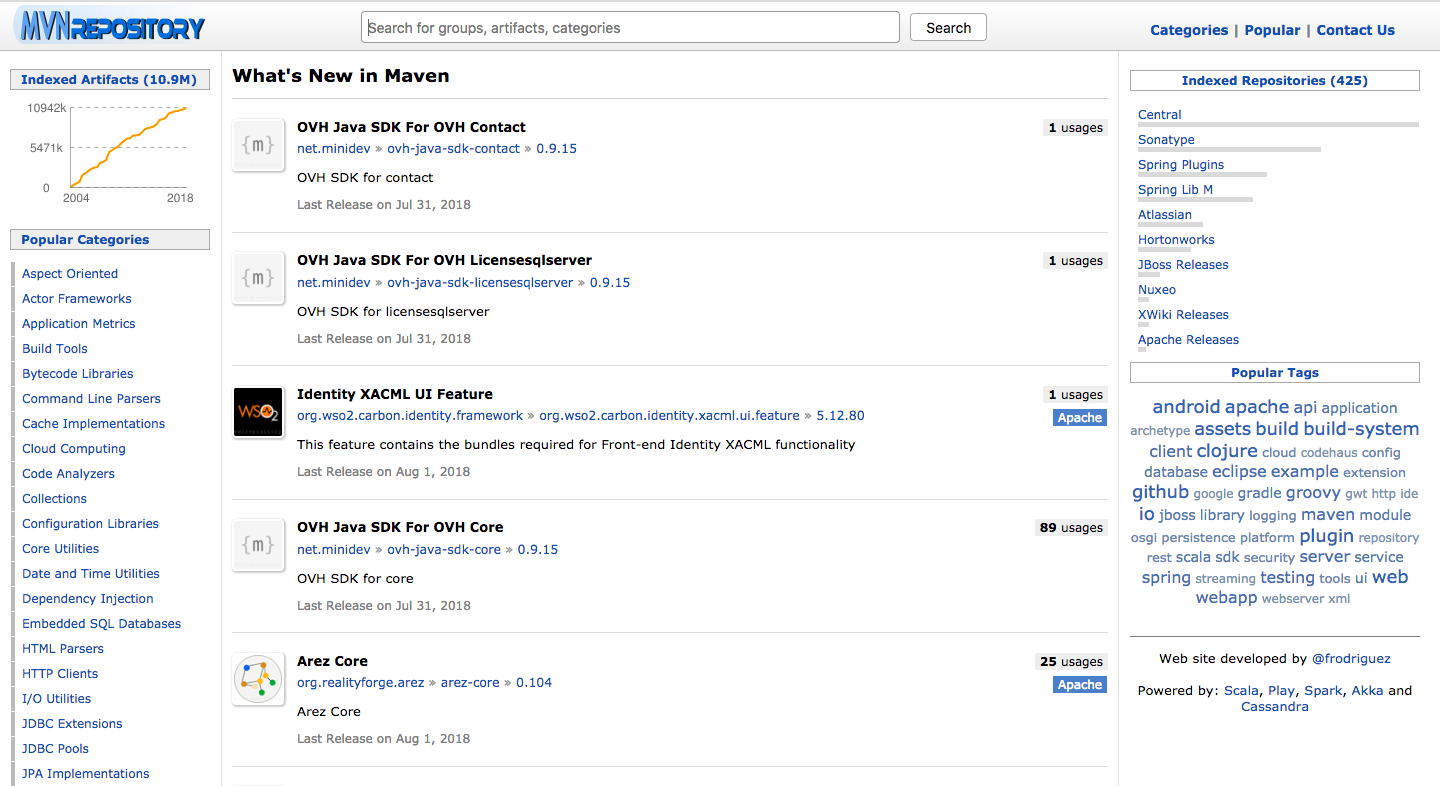 MVNREPOSITORY
Search for groups, artifacts, categories
Search
Categories | Popular | Contact Us
Indexed Artifacts (10.9M)
10942k
5471k
0
2004 2018
Popular Categories
Aspect Oriented
Actor Frameworks
Application Metrics
Build Tools
Bytecode Libraries
Command Line Parsers
Cache Implementations
Cloud Computing
Code Analyzers
Collections
Configuration Libraries
Core Utilities
Date and Time Utilities
Dependency Injection
Embedded SQL Databases
HTML Parsers
HTTP Clients
I/O Utilities
JDBC Extensions
JDBC Pools
JPA Implementations
What's New in Maven
{m}
OVH Java SDK For OVH Contact
1 usages
net.minidev » ovh-java-sdk-contact » 0.9.15
OVH SDK for contact
Last Release on Jul 31, 2018
{m}
OVH Java SDK For OVH Licensesqlserver
1 usages
net.minidev » ovh-java-sdk-licensesqlserver » 0.9.15
OVH SDK for licensesqlserver
Last Release on Jul 31, 2018
WSO2
Identity XACML UI Feature
1 usages
org.wso2.carbon.identity.framework » org.wso2.carbon.identity.xacml.ui.feature » 5.12.80
Apache
This feature contains the bundles required for Front-end Identity XACML functionality
Last Release on Aug 1, 2018
{m}
OVH Java SDK For OVH Core
89 usages
net.minidev » ovh-java-sdk-core » 0.9.15
OVH SDK for core
Last Release on Jul 31, 2018
Arez Core
25 usages
org.realityforge.arez » arez-core » 0.104
Apache
Arez Core
Last Release on Aug 1, 2018
Indexed Repositories (425)
Central
Sonatype
Spring Plugins
Spring Lib M
Atlassian
Hortonworks
JBoss Releases
Nuxeo
XWiki Releases
Apache Releases
Popular Tags
android apache api application
archetype assets build build-system
client clojure cloud codehaus config
database eclipse example extension
github google gradle groovy gwt http ide
io jboss library logging maven module
osgi persistence platform plugin repository
rest scala sdk security server service
spring streaming testing tools ui web
webapp webserver xml
Web site developed by @frodriguez
Powered by: Scala, Play, Spark, Akka and
Cassandra